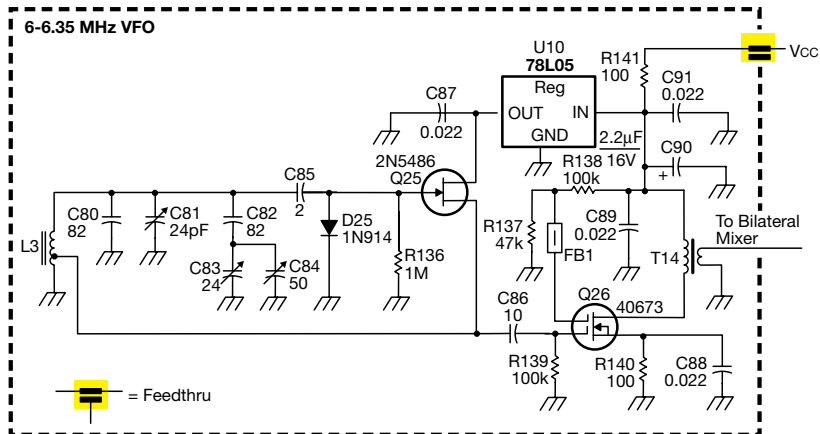 6-6.35 MHz VFO
U10
78L05
Reg
OUT
IN
GND
R141
100
VCC
C91
0.022
C87
0.022
2.2µF
16V
C90
+
2N5486
Q25
R138
100k
C85
2
C80
82
C81
24pF
C82
82
D25
1N914
R137
47k
C89
0.022
FB1
To Bilateral
Mixer
T14
L3
C83
24
C84
50
R136
1M
C86
10
Q26
40673
R139
100k
R140
100
C88
0.022
= Feedthru